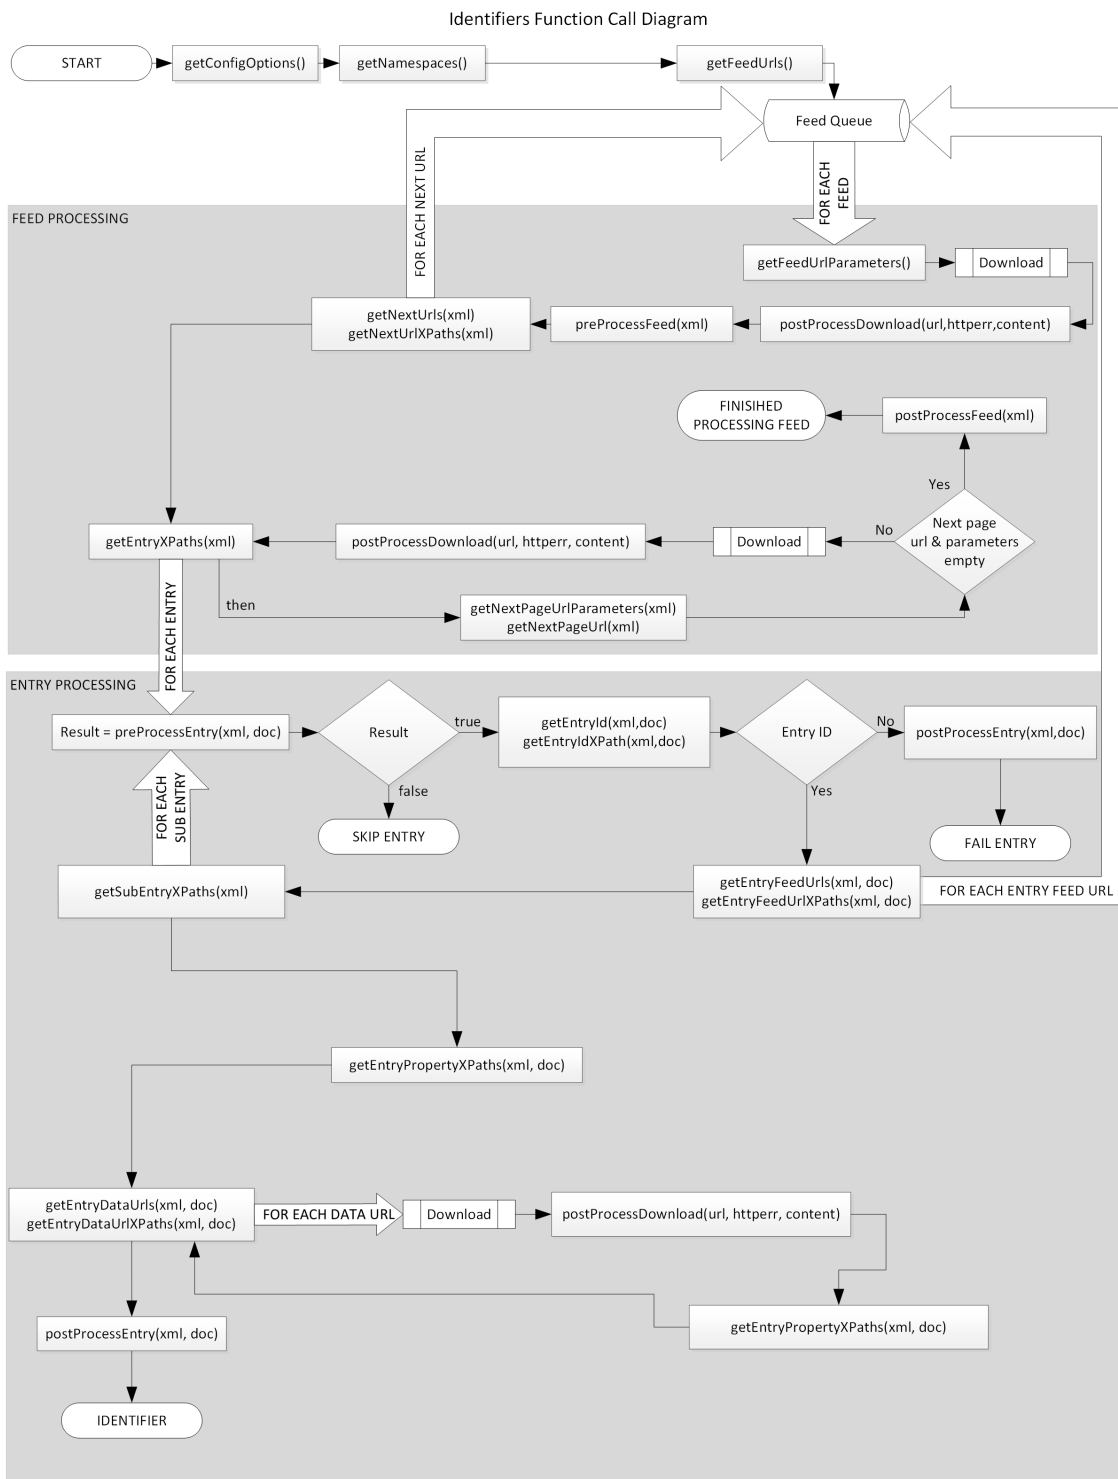 Identifiers Function Call Diagram
START
getConfigOptions()
getNamespaces()
getFeedUrls()
Feed Queue
FOR EACH NEXT URL
FOR EACH
FEED
FEED PROCESSING
getFeedUrlParameters()
Download
getNextUrls(xml)
getNextUrlXPaths(xml)
preProcessFeed(xml)
postProcessDownload(url,httperr,content)
FINISIHED
PROCESSING FEED
postProcessFeed(xml)
Yes
Next page
url & parameters
empty
No
Download
postProcessDownload(url, httperr, content)
getEntryXPaths(xml)
then
getNextPageUrlParameters(xml)
getNextPageUrl(xml)
FOR EACH ENTRY
ENTRY PROCESSING
Result = preProcessEntry(xml, doc)
Result
true
false
SKIP ENTRY
getEntryId(xml,doc)
getEntryIdXPath(xml,doc)
Entry ID
No
Yes
postProcessEntry(xml,doc)
FAIL ENTRY
FOR EACH
SUB ENTRY
getSubEntryXPaths(xml)
getEntryFeedUrls(xml, doc)
getEntryFeedUrlXPaths(xml, doc)
FOR EACH ENTRY FEED URL
getEntryPropertyXPaths(xml, doc)
getEntryDataUrls(xml, doc)
getEntryDataUrlXPaths(xml, doc)
FOR EACH DATA URL
Download
postProcessDownload(url, httperr, content)
getEntryPropertyXPaths(xml, doc)
postProcessEntry(xml, doc)
IDENTIFIER